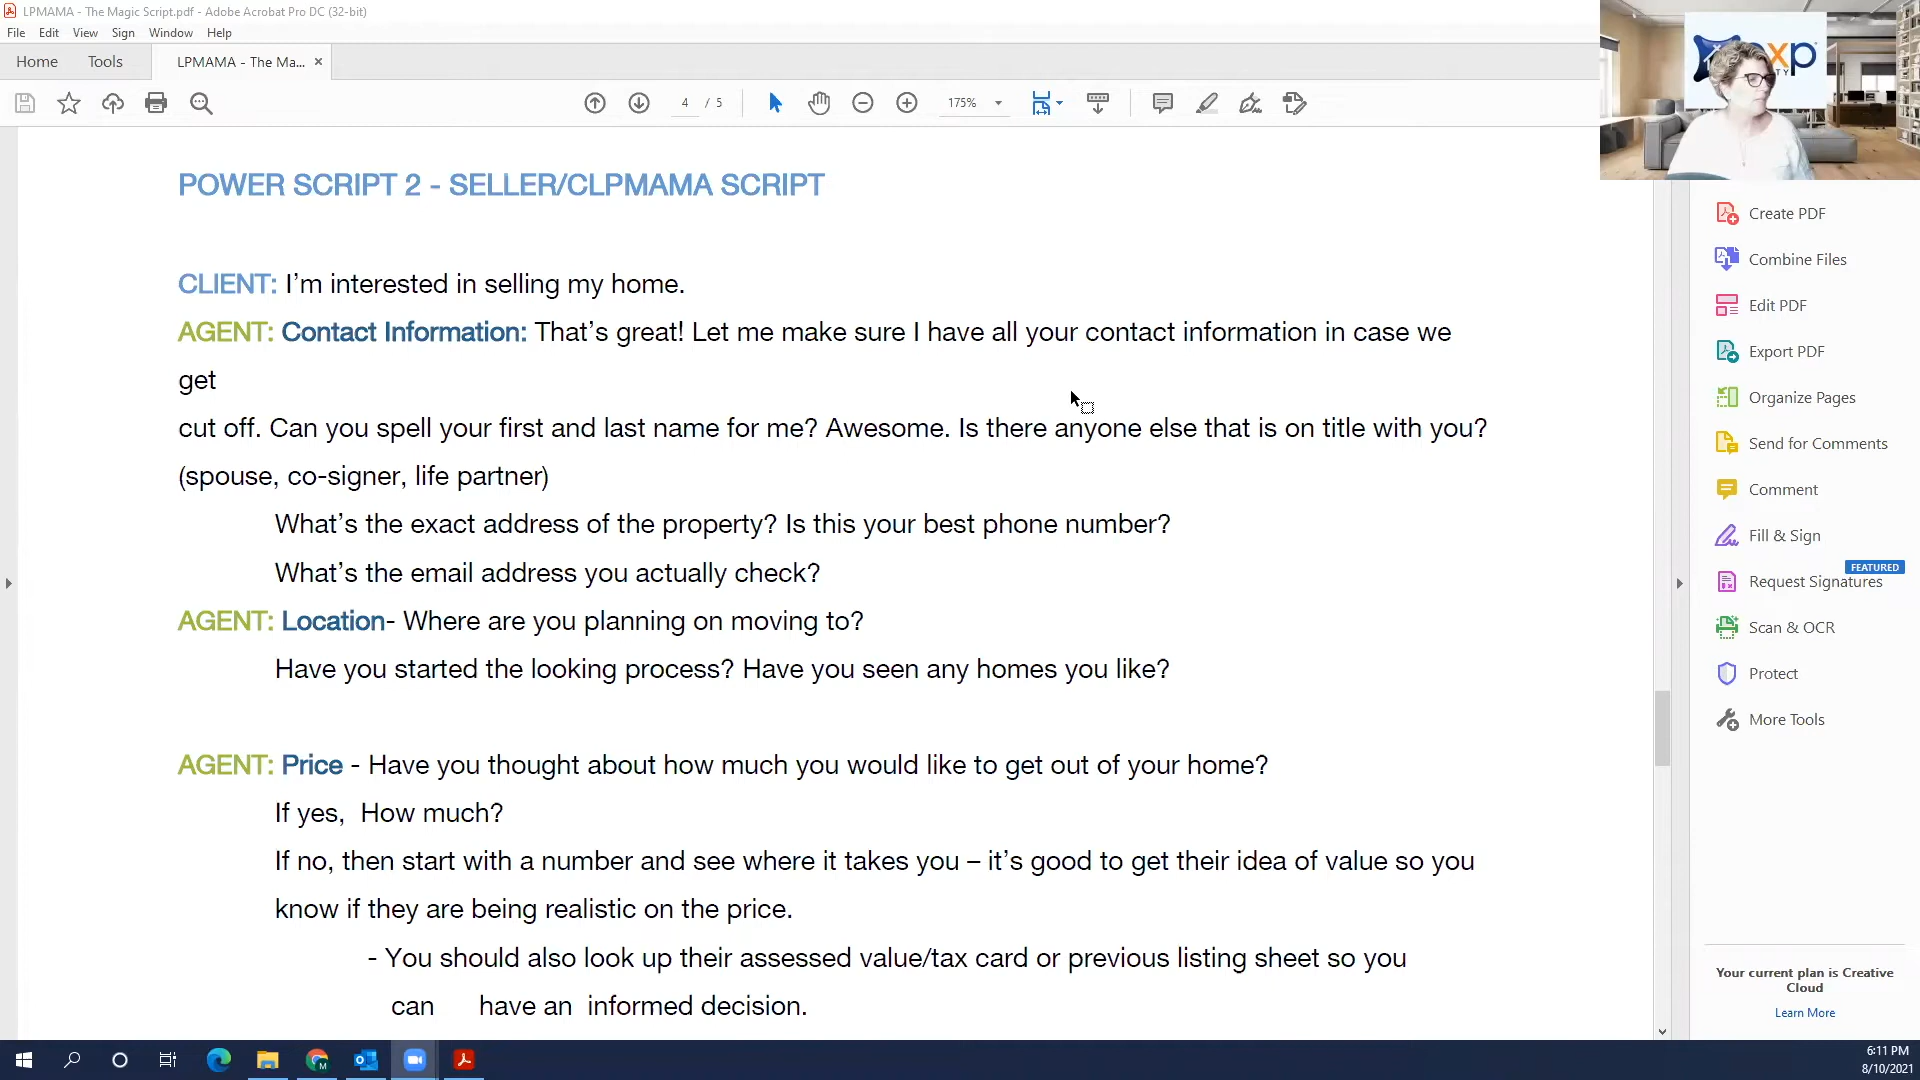 LPMAMA - The Magic Script.pdf - Adobe Acrobat Pro DC (32-bit)
File Edit View Sign Window Help
Home Tools LPMAMA - The Ma... ×
4 / 5 175%
xp
POWER SCRIPT 2 - SELLER/CLPMAMA SCRIPT
CLIENT: I’m interested in selling my home.
AGENT: Contact Information: That’s great! Let me make sure I have all your contact information in case we
get
cut off. Can you spell your first and last name for me? Awesome. Is there anyone else that is on title with you?
(spouse, co-signer, life partner)
What’s the exact address of the property? Is this your best phone number?
What’s the email address you actually check?
AGENT: Location- Where are you planning on moving to?
Have you started the looking process? Have you seen any homes you like?
AGENT: Price - Have you thought about how much you would like to get out of your home?
If yes, How much?
If no, then start with a number and see where it takes you – it’s good to get their idea of value so you
know if they are being realistic on the price.
- You should also look up their assessed value/tax card or previous listing sheet so you
can have an informed decision.
Create PDF
Combine Files
Edit PDF
Export PDF
Organize Pages
Send for Comments
Comment
Fill & Sign
FEATURED
Request Signatures
Scan & OCR
Protect
More Tools
Your current plan is Creative
Cloud
Learn More
6:11 PM
8/10/2021